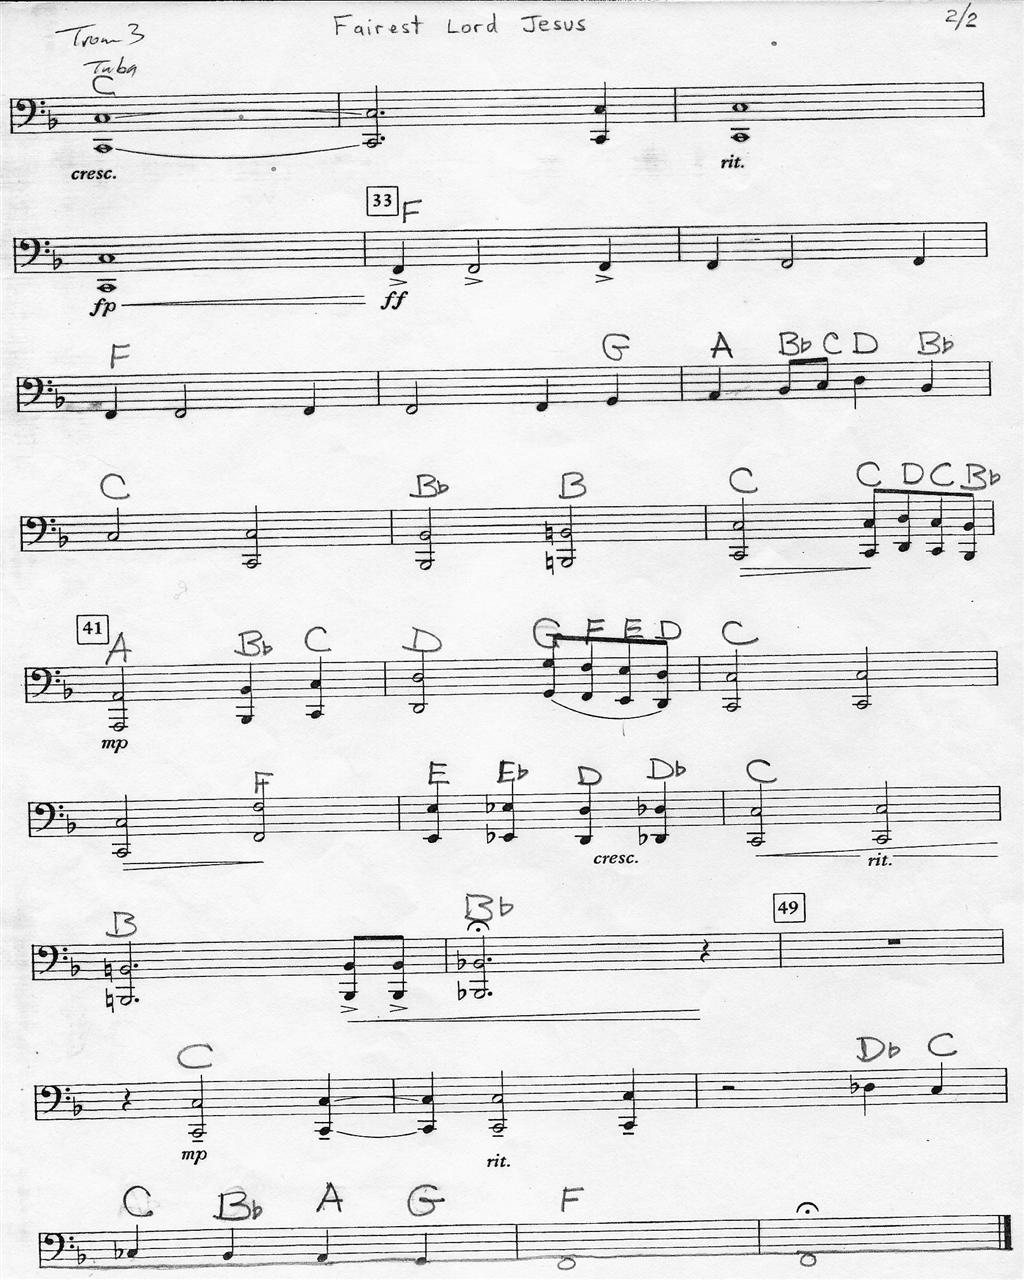 Trom 3 Fairest Lord Jesus 2/2
Tuba
C
cresc. rit.
33 F
fp ff
F G A B♭ C D B♭
C B♭ B C C D C B♭
41 A B♭ C D G F E D C
mp
F E E♭ D D♭ C
cresc. rit.
B B♭ 49
C D♭ C
mp rit.
C B♭ A G F